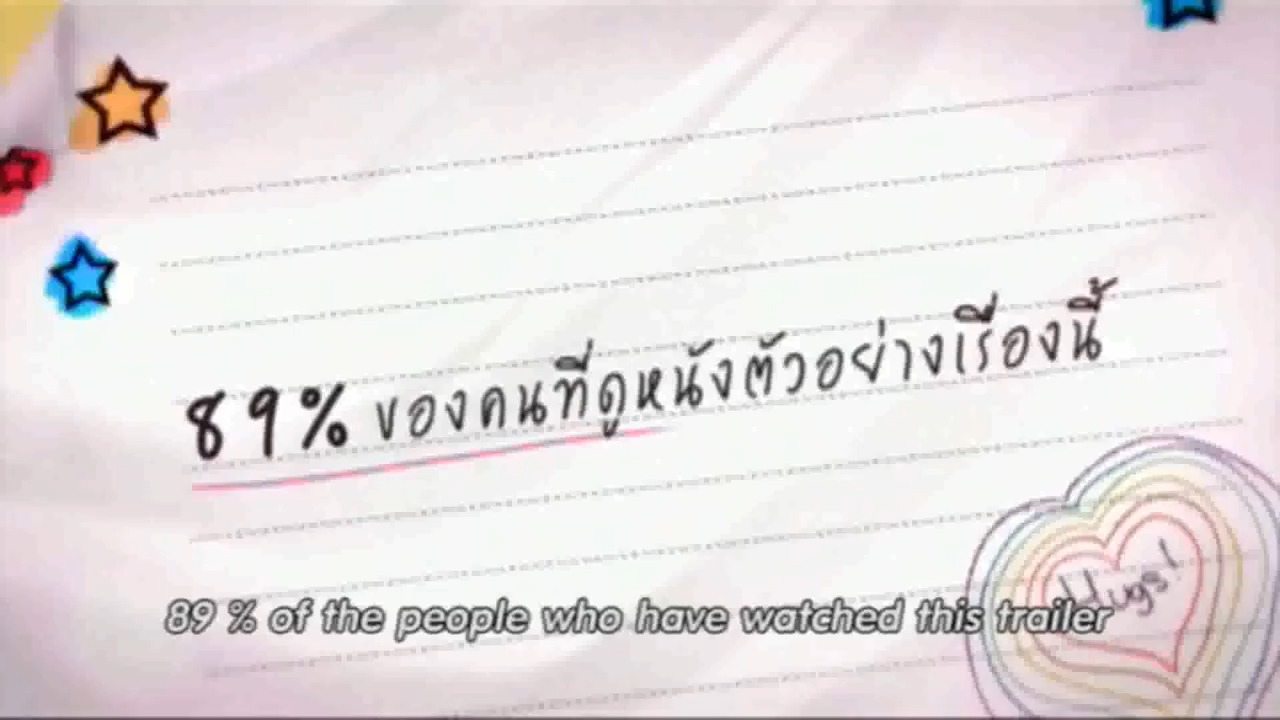 89% ของคนที่ดูหนังตัวอย่างเรื่องนี้
Hugs!
89 % of the people who have watched this trailer